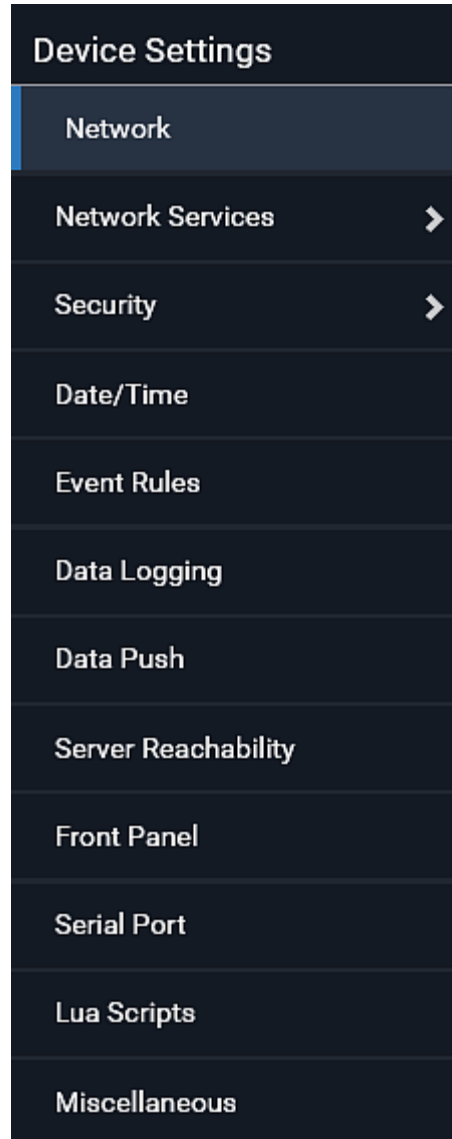 Device Settings
Network
Network Services
Security
Date/Time
Event Rules
Data Logging
Data Push
Server Reachability
Front Panel
Serial Port
Lua Scripts
Miscellaneous